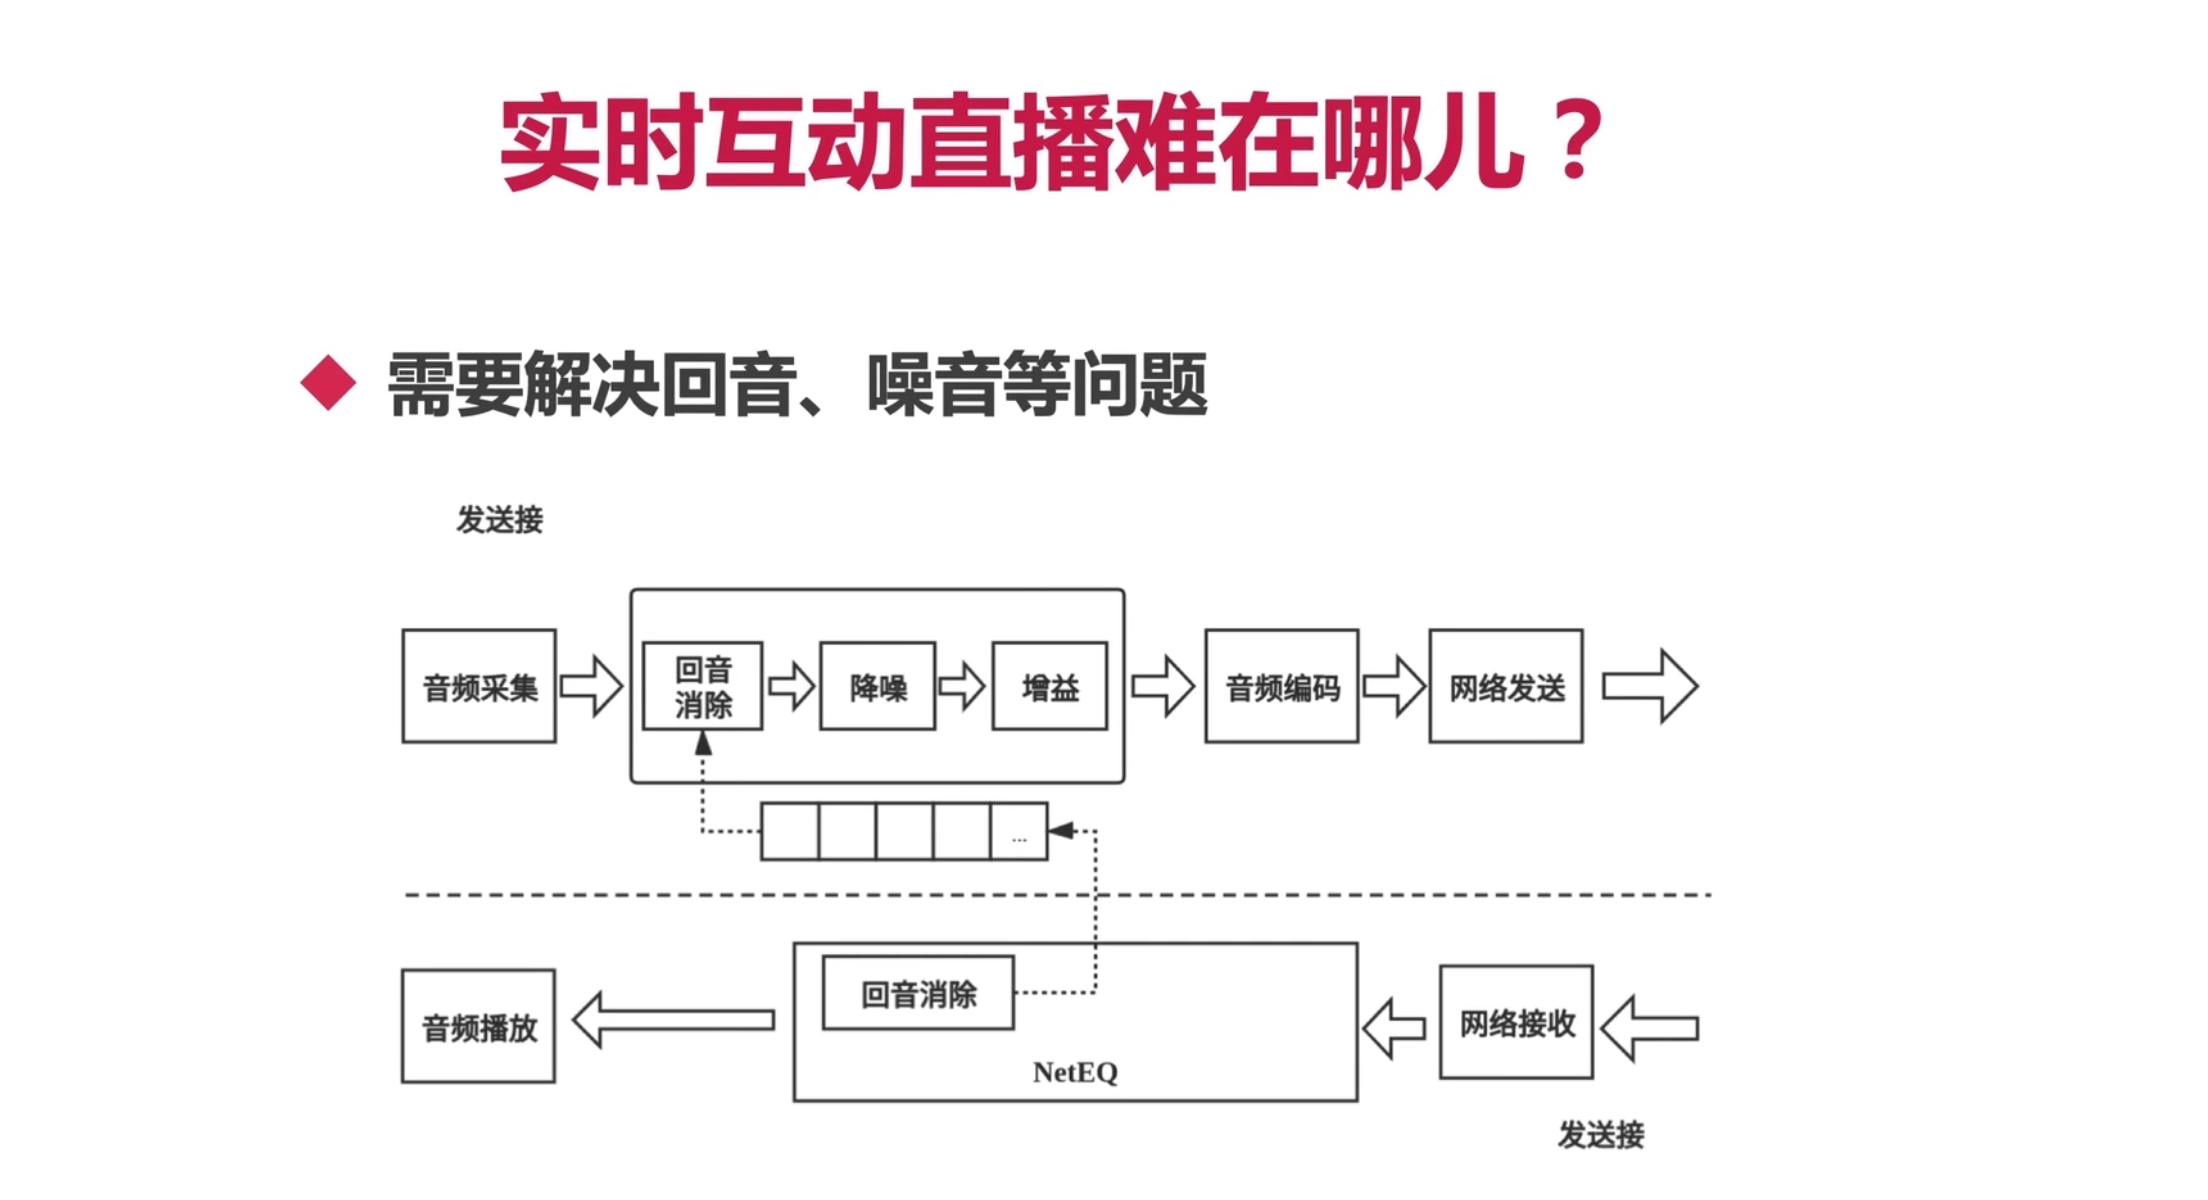 实时互动直播难在哪儿？
需要解决回音、噪音等问题
发送接
音频采集
回音
消除
降噪
增益
音频编码
网络发送
...
回音消除
NetEQ
音频播放
网络接收
发送接